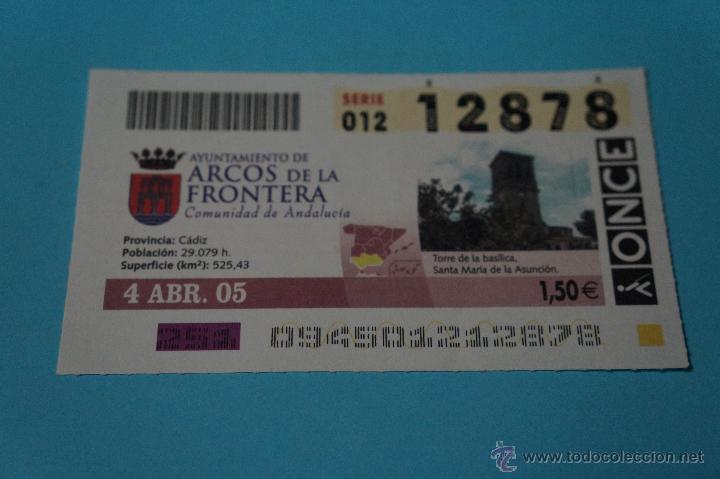 SERIE
012
12878
AYUNTAMIENTO DE
ARCOS DE LA
FRONTERA
Comunidad de Andalucía
Provincia: Cádiz
Población: 29.079 h.
Superficie (km²): 525,43
Torre de la basílica,
Santa María de la Asunción.
4 ABR. 05
1,50€
ONCE
094501212878
www.todocoleccion.net